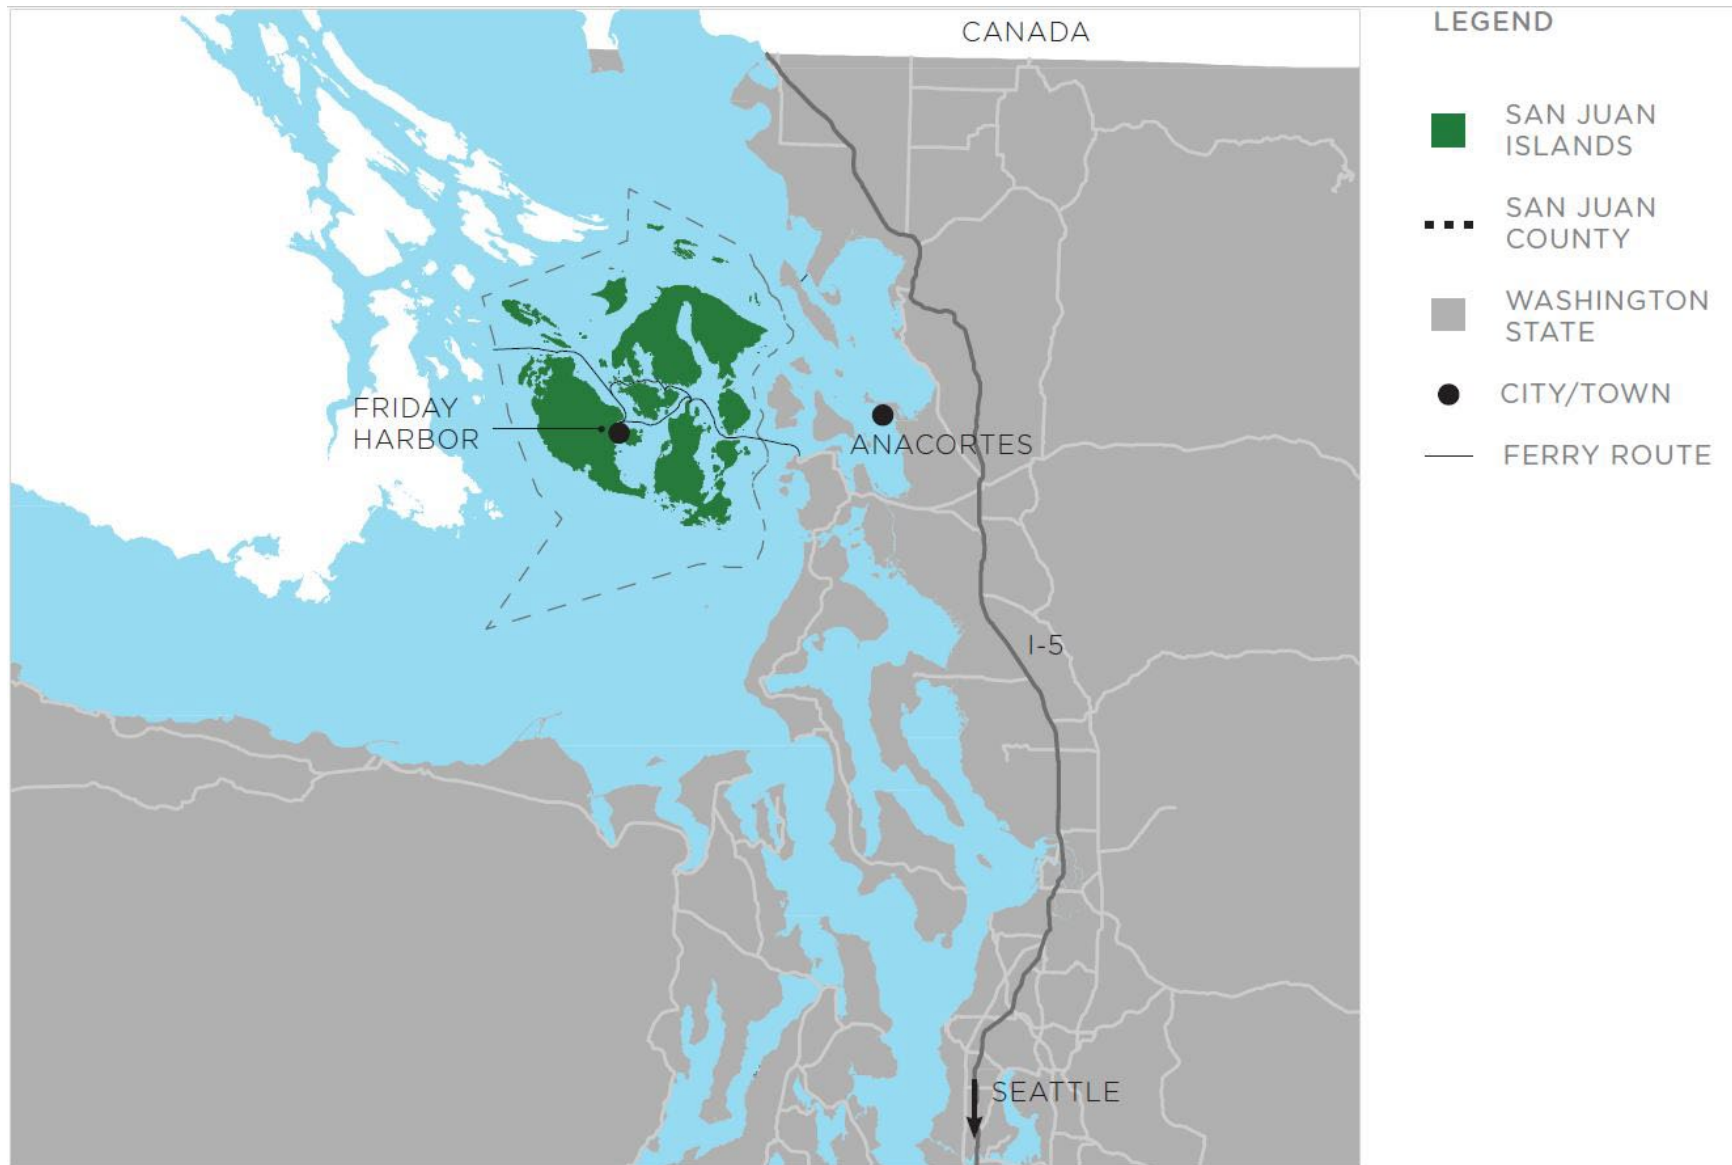 CANADA
FRIDAY
HARBOR
ANACORTES
I-5
SEATTLE
LEGEND
SAN JUAN
ISLANDS
SAN JUAN
COUNTY
WASHINGTON
STATE
CITY/TOWN
FERRY ROUTE